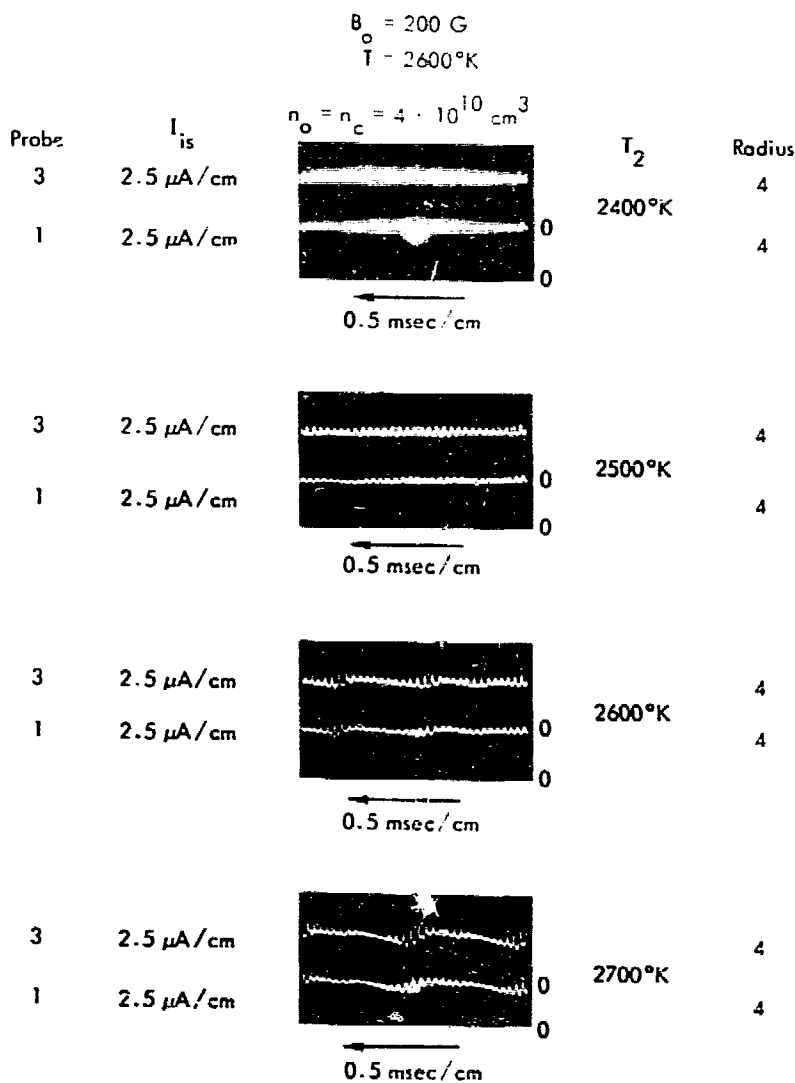 B_o = 200 G
T = 2600°K
n_o = n_c = 4 · 10^10 cm^3
Probe I_is T_2 Radius
3 2.5 μA/cm 4
2400°K
1 2.5 μA/cm 0 4
0
0.5 msec/cm
3 2.5 μA/cm 4
0 2500°K
1 2.5 μA/cm 4
0
0.5 msec/cm
3 2.5 μA/cm 4
0 2600°K
1 2.5 μA/cm 4
0
0.5 msec/cm
3 2.5 μA/cm 4
0 2700°K
1 2.5 μA/cm 4
0
0.5 msec/cm